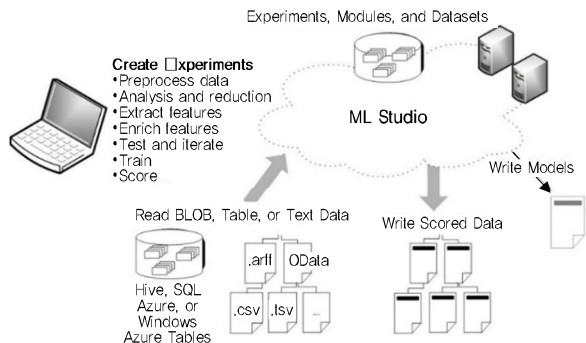 Experiments, Modules, and Datasets
Create □xperiments
•Preprocess data
•Analysis and reduction
•Extract features
•Enrich features
•Test and iterate
•Train
•Score
ML Studio
Write Models
Read BLOB, Table, or Text Data
Write Scored Data
.arff
OData
Hive, SQL
Azure, or
Windows
Azure Tables
.csv
.tsv
...